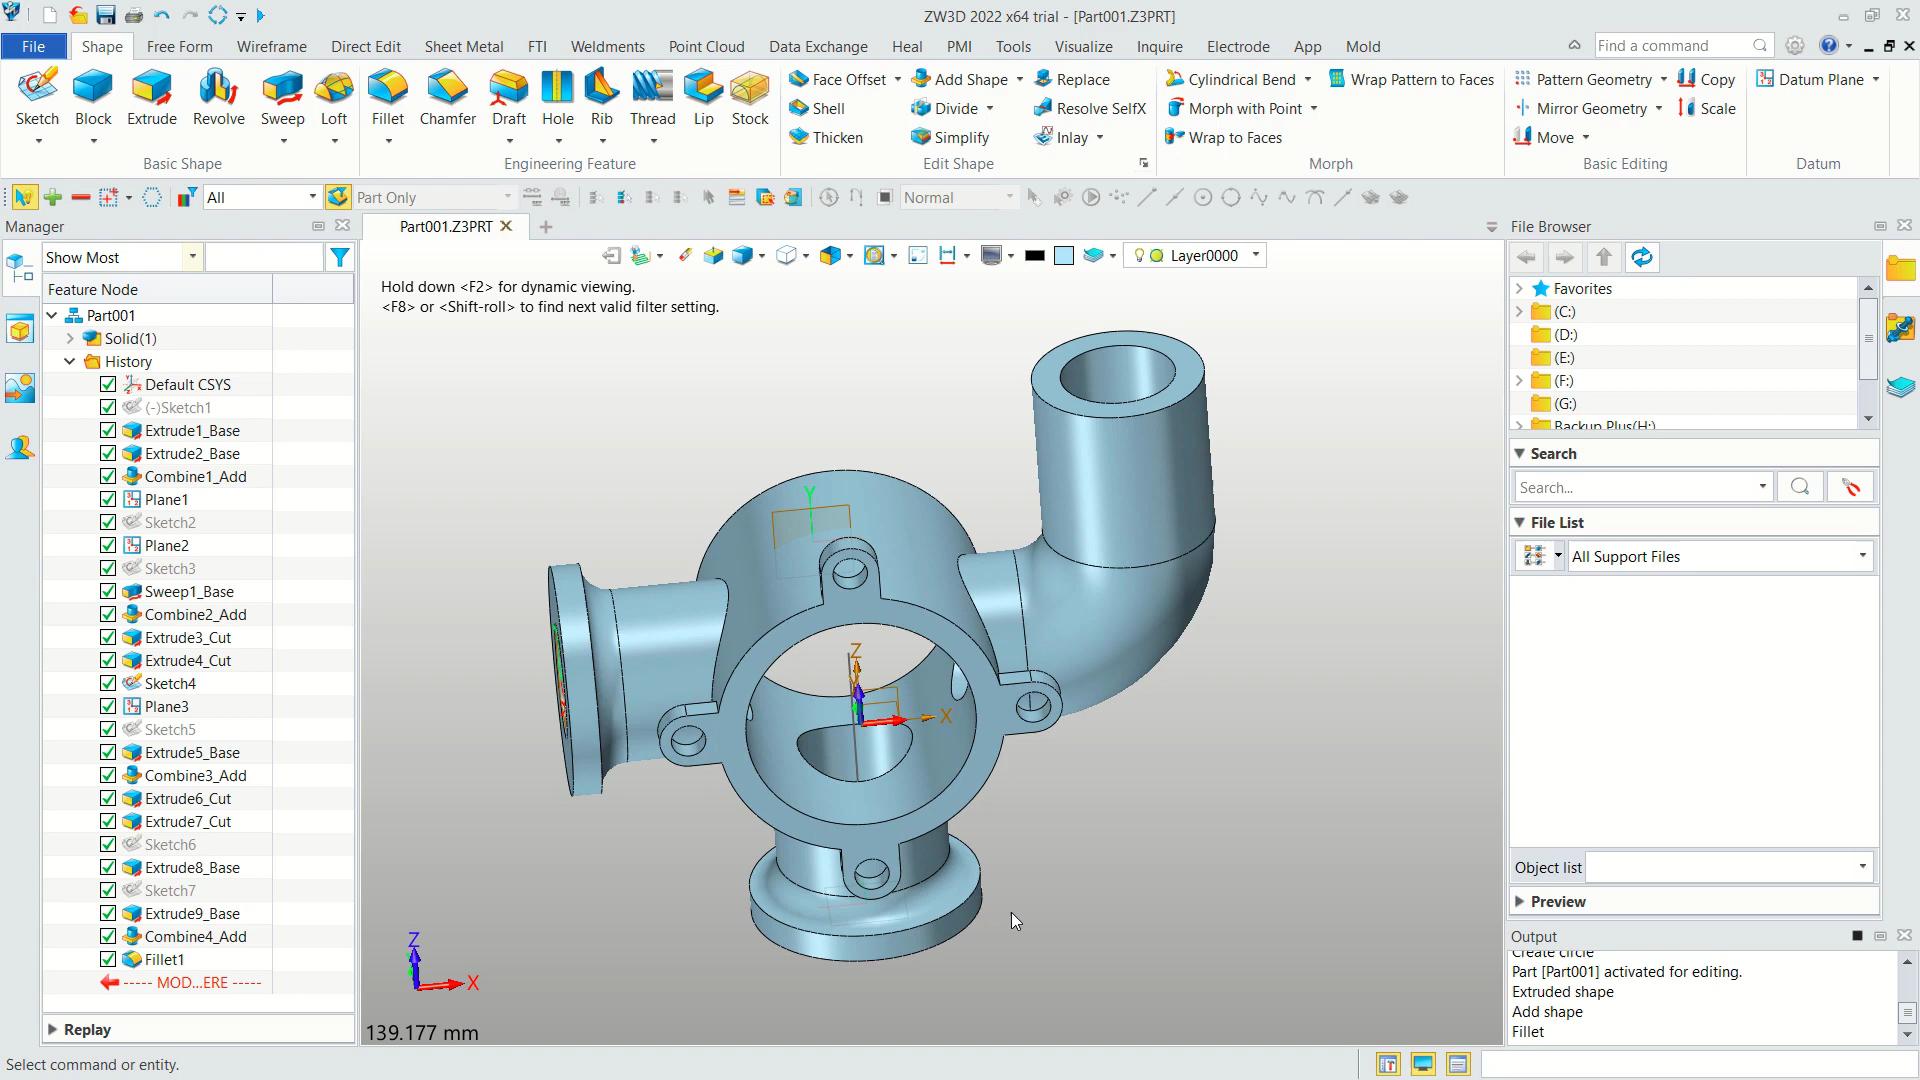 ZW3D 2022 x64 trial - [Part001.Z3PRT]
File
Shape
Free Form
Wireframe
Direct Edit
Sheet Metal
FTI
Weldments
Point Cloud
Data Exchange
Heal
PMI
Tools
Visualize
Inquire
Electrode
App
Mold
Find a command
Sketch
Block
Extrude
Revolve
Sweep
Loft
Basic Shape
Fillet
Chamfer
Draft
Hole
Rib
Thread
Lip
Stock
Engineering Feature
Face Offset
Add Shape
Replace
Shell
Divide
Resolve SelfX
Thicken
Simplify
Inlay
Edit Shape
Cylindrical Bend
Wrap Pattern to Faces
Morph with Point
Wrap to Faces
Morph
Pattern Geometry
Copy
Mirror Geometry
Scale
Move
Basic Editing
Datum Plane
Datum
All
Part Only
Normal
Manager
Part001.Z3PRT
File Browser
Show Most
Layer0000
Feature Node
Part001
Solid(1)
History
Default CSYS
(-)Sketch1
Extrude1_Base
Extrude2_Base
Combine1_Add
Plane1
Sketch2
Plane2
Sketch3
Sweep1_Base
Combine2_Add
Extrude3_Cut
Extrude4_Cut
Sketch4
Plane3
Sketch5
Extrude5_Base
Combine3_Add
Extrude6_Cut
Extrude7_Cut
Sketch6
Extrude8_Base
Sketch7
Extrude9_Base
Combine4_Add
Fillet1
----- MOD...ERE -----
Replay
Hold down <F2> for dynamic viewing.
<F8> or <Shift-roll> to find next valid filter setting.
Y
Z
X
Z
X
139.177 mm
Favorites
(C:)
(D:)
(E:)
(F:)
(G:)
Backup Plus(H:)
Search
Search...
File List
All Support Files
Object list
Preview
Output
Create circle
Part [Part001] activated for editing.
Extruded shape
Add shape
Fillet
Select command or entity.